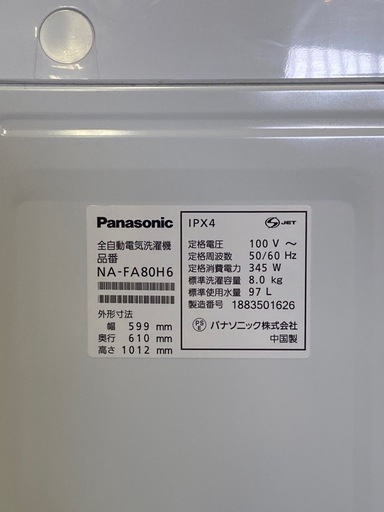 Panasonic
全自動電気洗濯機
品番
NA-FA80H6
外形寸法
幅 599 mm
奥行 610 mm
高さ 1012 mm
IPX4
S JET
定格電圧 100 V ～
定格周波数 50/60 Hz
定格消費電力 345 W
標準洗濯容量 8.0 kg
標準使用水量 97 L
製造番号 1883501626
PS E パナソニック株式会社
中国製